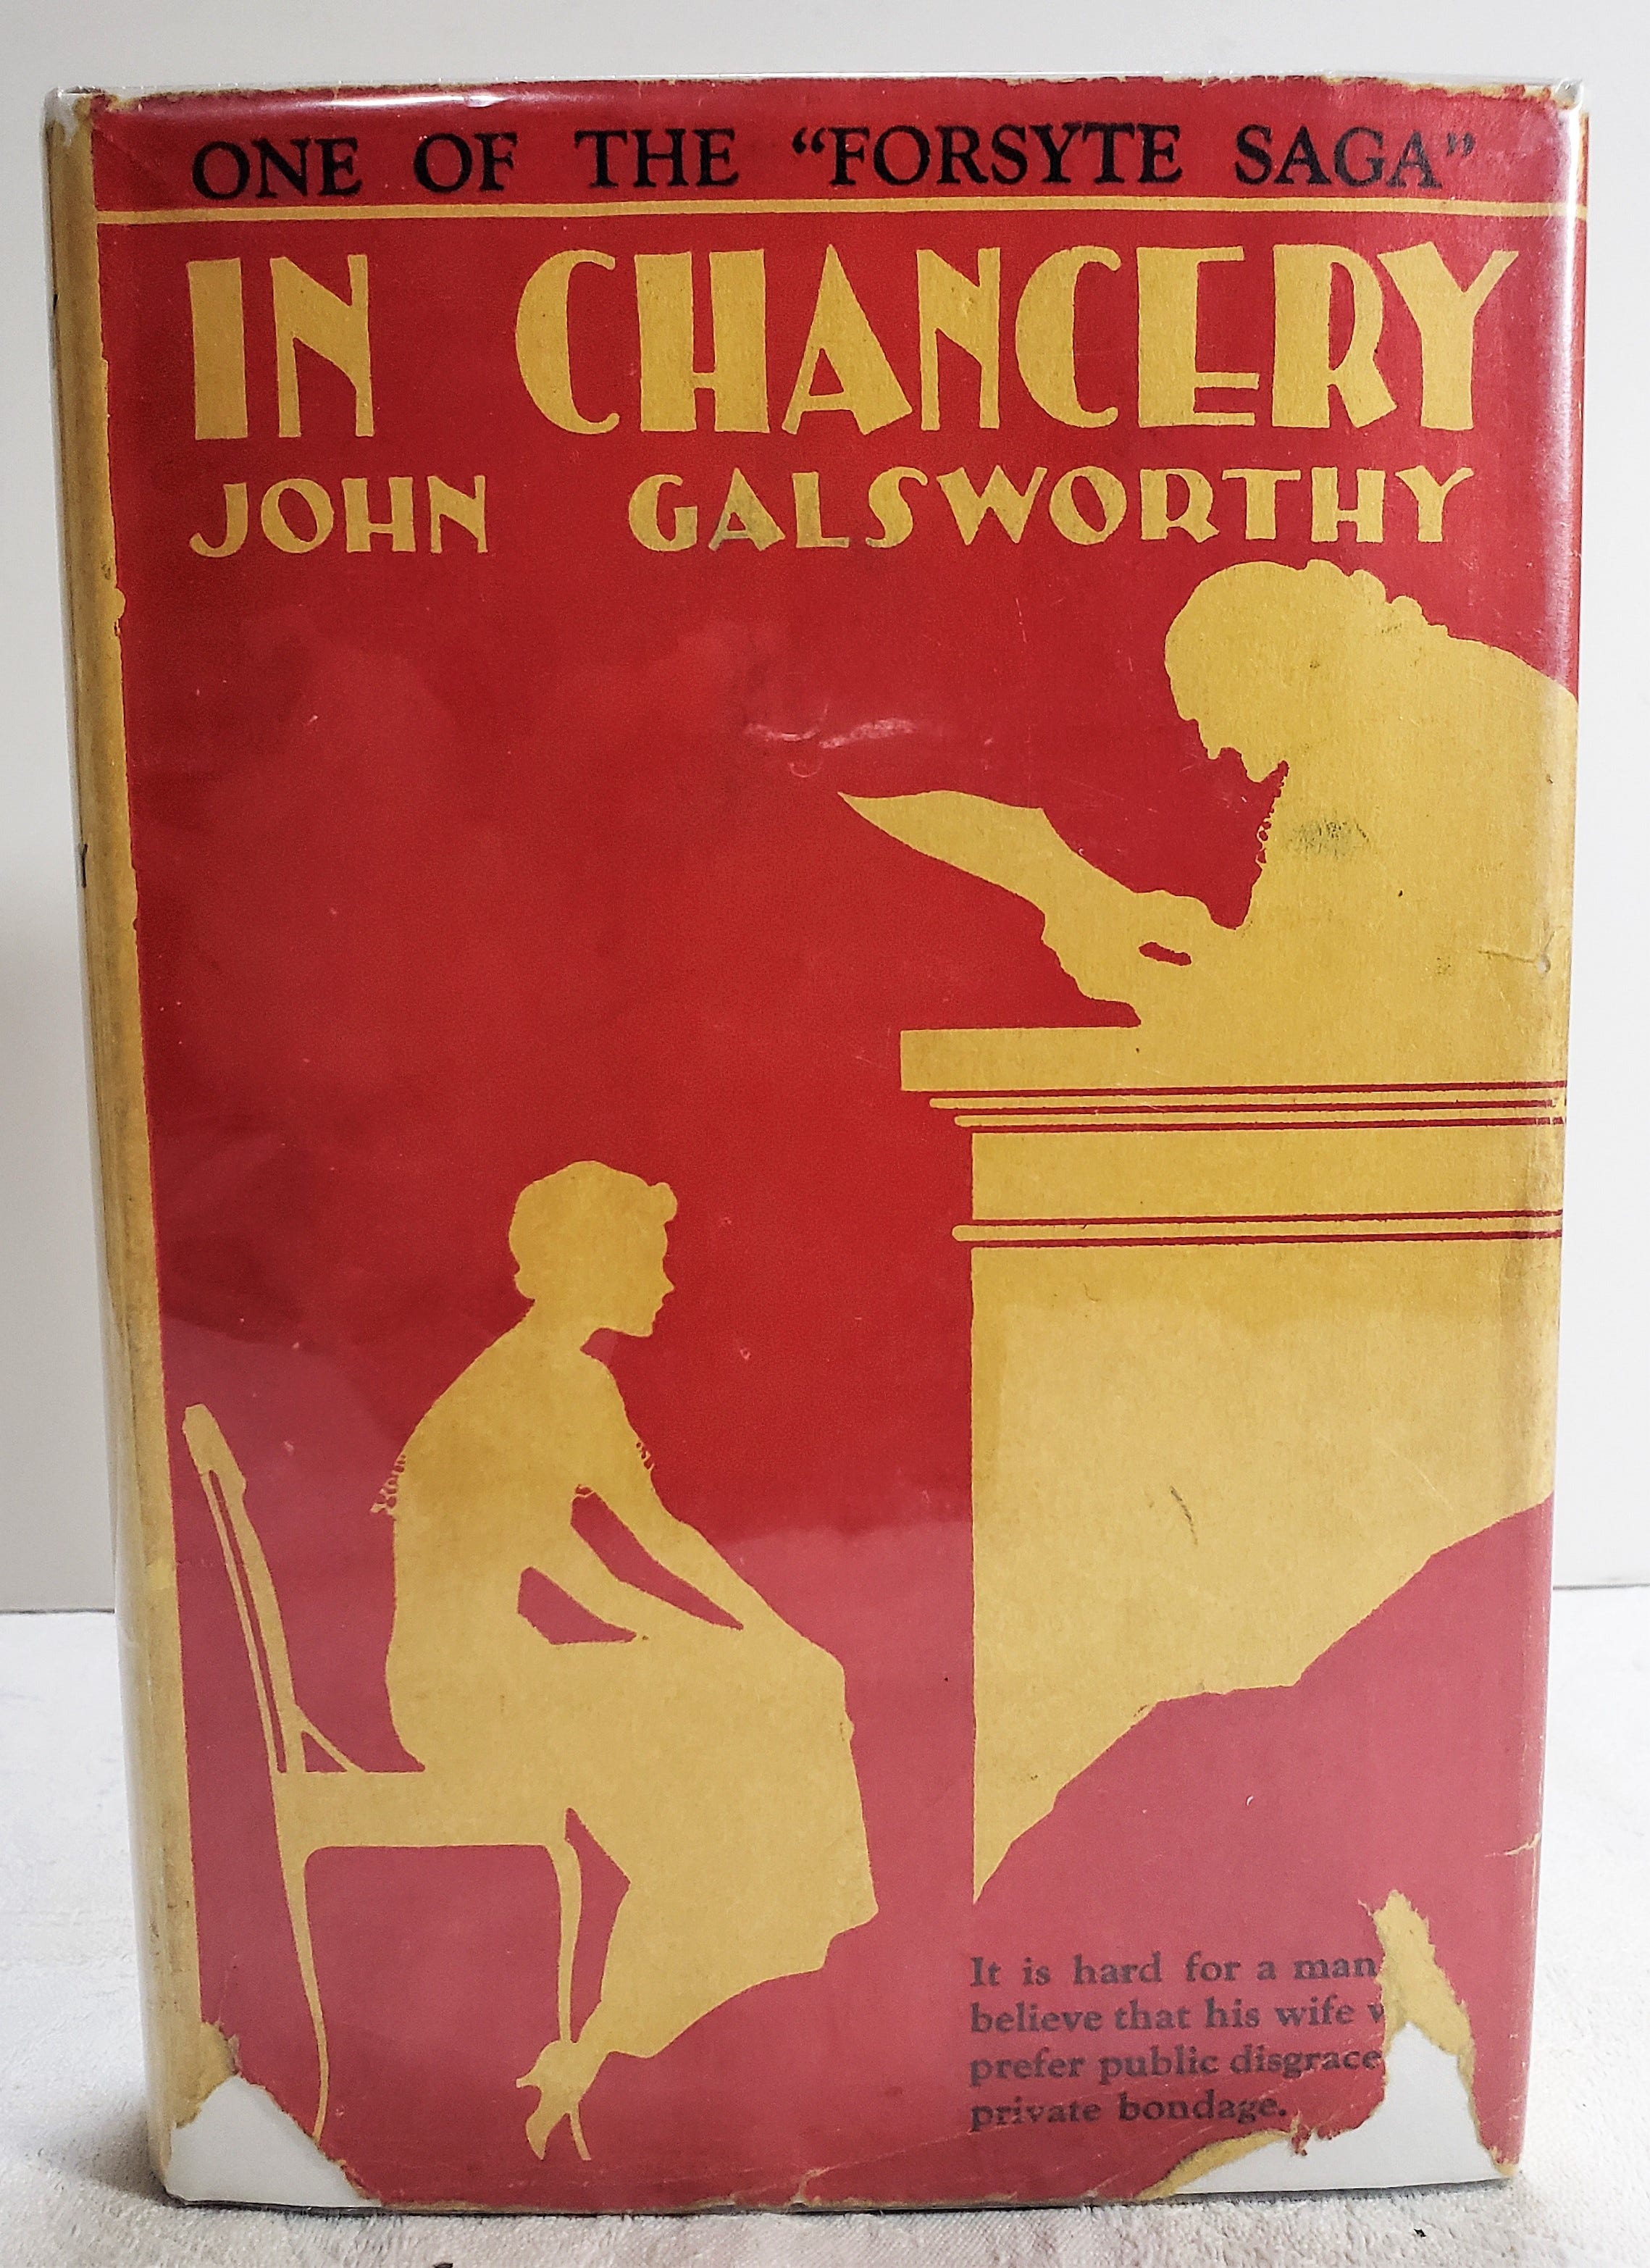 ONE OF THE “FORSYTE SAGA”
IN CHANCERY
JOHN GALSWORTHY
It is hard for a man
believe that his wife
prefer public disgrace
private bondage.